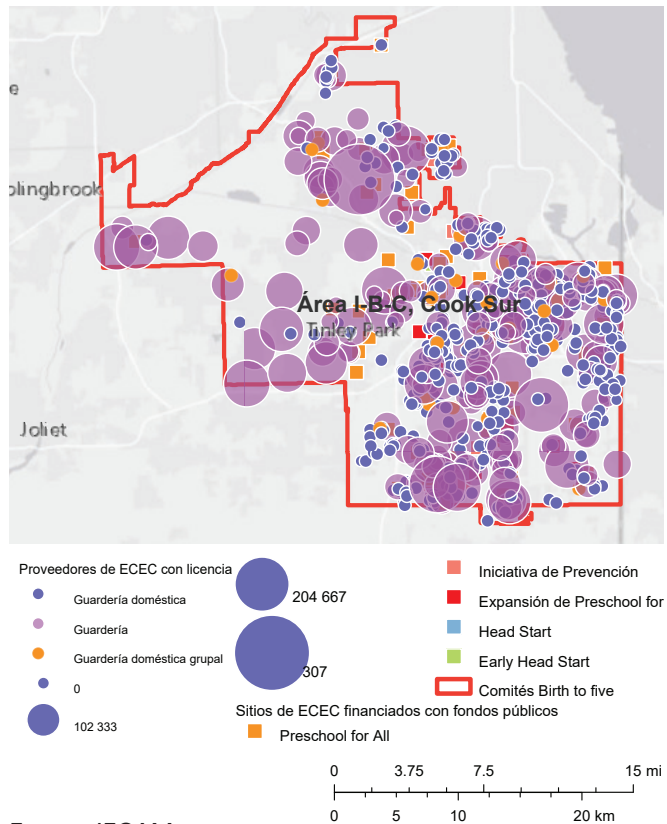 olingbrook
Área I-B-C, Cook Sur
Tinley Park
Joliet
Proveedores de ECEC con licencia
Guardería doméstica
Guardería
Guardería doméstica grupal
0
102 333
204 667
307
Iniciativa de Prevención
Expansión de Preschool for
Head Start
Early Head Start
Comités Birth to five
Sitios de ECEC financiados con fondos públicos
Preschool for All
0 3.75 7.5 15 mi
0 5 10 20 km